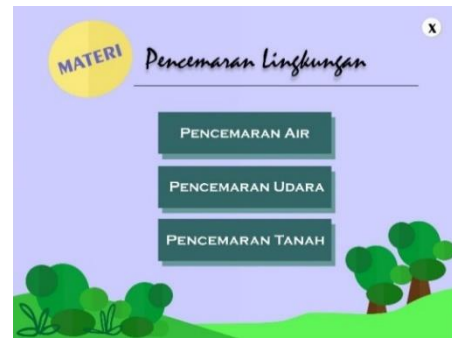 X
MATERI
Pencemaran Lingkungan
PENCEMARAN AIR
PENCEMARAN UDARA
PENCEMARAN TANAH